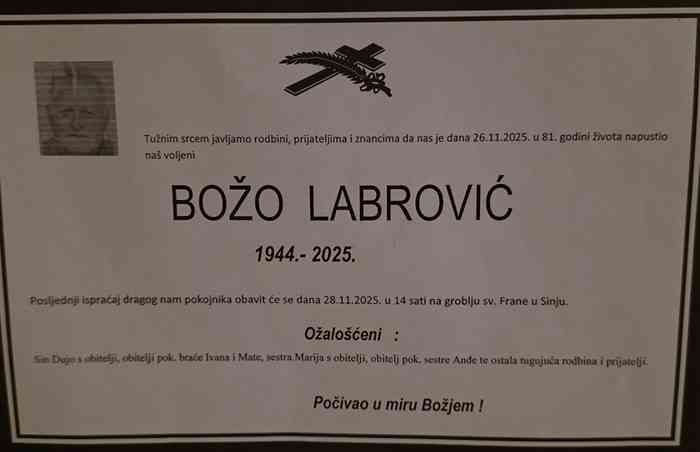 Tužnim srcem javljamo rodbini, prijateljima i znancima da nas je dana 26.11.2025. u 81. godini života napustio
naš voljeni
BOŽO LABROVIĆ
1944.- 2025.
Posljednji ispraćaj dragog nam pokojnika obavit će se dana 28.11.2025. u 14 sati na groblju sv. Frane u Sinju.
Ožalošćeni :
Sin Dujo s obitelji, obitelji pok. braće Ivana i Mate, sestra Marija s obitelji, obitelj pok. sestre Anđe te ostala tugujuća rodbina i prijatelji.
Počivao u miru Božjem !